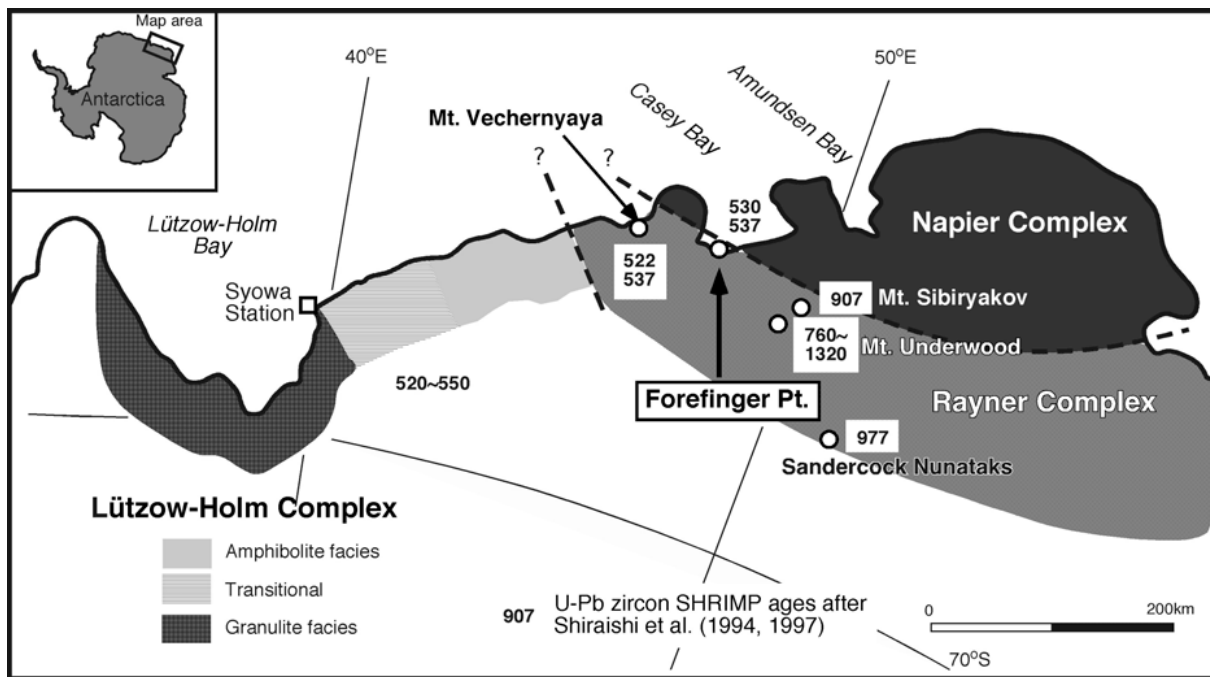 Map area
Antarctica
40°E
50°E
Mt. Vechernyaya
Casey Bay
Amundsen Bay
?
?
Lützow-Holm
Bay
Syowa
Station
530
537
522
537
Napier Complex
907
Mt. Sibiryakov
760~
1320
Mt. Underwood
520~550
Forefinger Pt.
Rayner Complex
977
Sandercock Nunataks
Lützow-Holm Complex
Amphibolite facies
Transitional
Granulite facies
907
U-Pb zircon SHRIMP ages after
Shiraishi et al. (1994, 1997)
0
200km
70°S